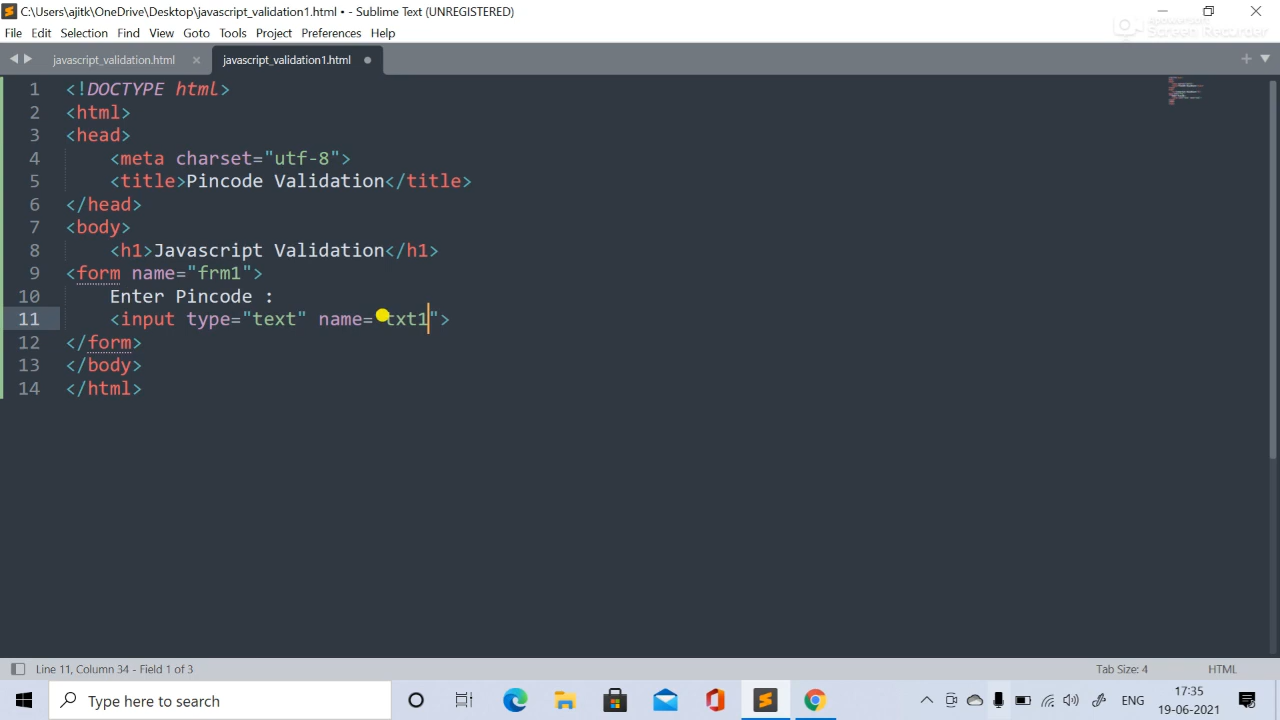 C:\Users\ajitk\OneDrive\Desktop\javascript_validation1.html • - Sublime Text (UNREGISTERED)
File Edit Selection Find View Goto Tools Project Preferences Help
Apowersoft
Screen Recorder
javascript_validation.html × javascript_validation1.html
1 <!DOCTYPE html>
2 <html>
3 <head>
4 <meta charset="utf-8">
5 <title>Pincode Validation</title>
6 </head>
7 <body>
8 <h1>Javascript Validation</h1>
9 <form name="frm1">
10 Enter Pincode :
11 <input type="text" name="txt1">
12 </form>
13 </body>
14 </html>
Line 11, Column 34 - Field 1 of 3 Tab Size: 4 HTML
Type here to search ENG 17:35
19-06-2021